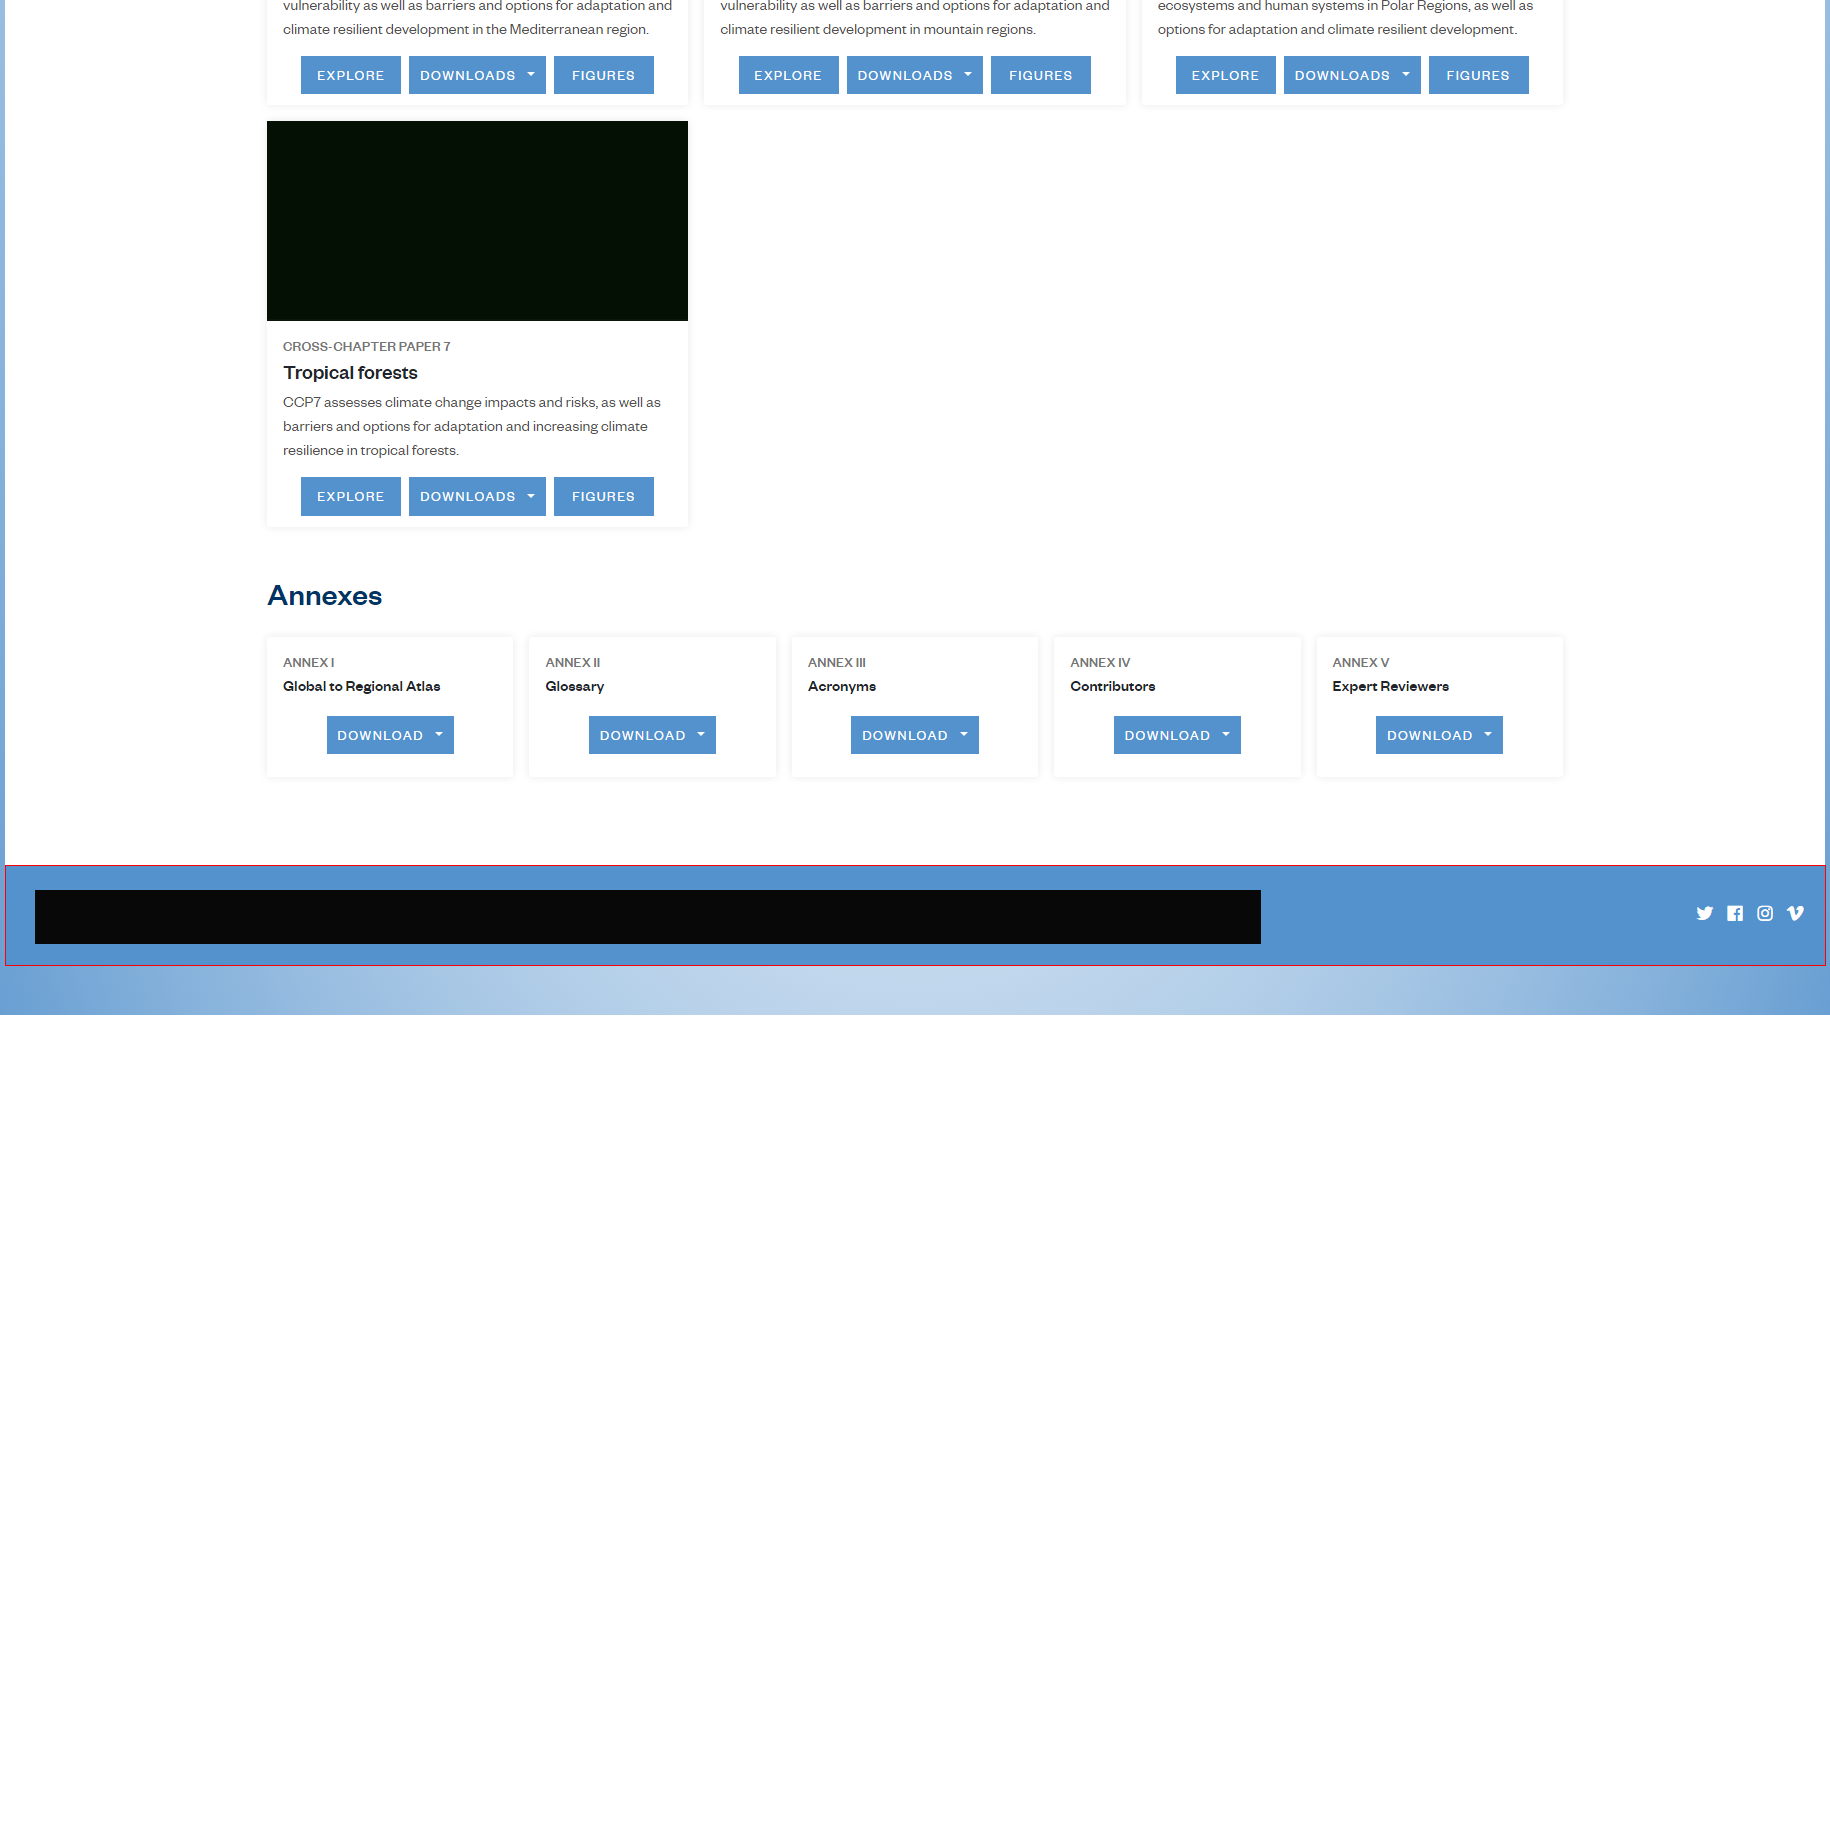 vulnerability as well as barriers and options for adaptation and
climate resilient development in the Mediterranean region.
EXPLORE DOWNLOADS FIGURES
vulnerability as well as barriers and options for adaptation and
climate resilient development in mountain regions.
EXPLORE DOWNLOADS FIGURES
ecosystems and human systems in Polar Regions, as well as
options for adaptation and climate resilient development.
EXPLORE DOWNLOADS FIGURES
CROSS-CHAPTER PAPER 7
Tropical forests
CCP7 assesses climate change impacts and risks, as well as
barriers and options for adaptation and increasing climate
resilience in tropical forests.
EXPLORE DOWNLOADS FIGURES
Annexes
ANNEX I
Global to Regional Atlas
DOWNLOAD
ANNEX II
Glossary
DOWNLOAD
ANNEX III
Acronyms
DOWNLOAD
ANNEX IV
Contributors
DOWNLOAD
ANNEX V
Expert Reviewers
DOWNLOAD